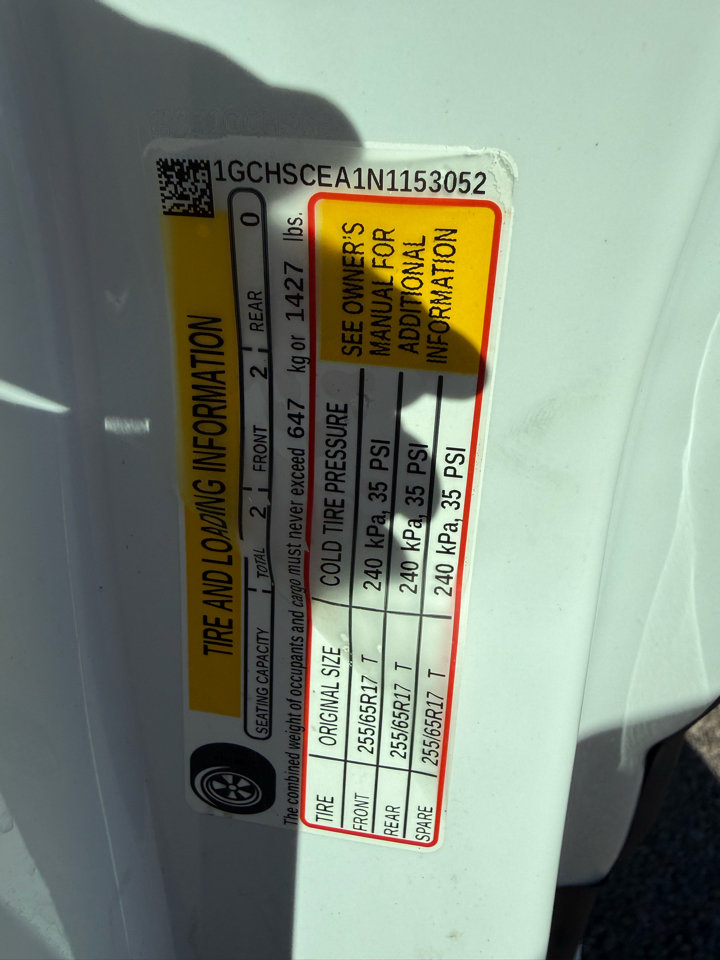 1GCHSCEA1N1153052
TIRE AND LOADING INFORMATION
SEATING CAPACITY TOTAL 2 FRONT 2 REAR 0
The combined weight of occupants and cargo must never exceed 647 kg or 1427 lbs.
TIRE ORIGINAL SIZE COLD TIRE PRESSURE
FRONT 255/65R17 T 240 kPa, 35 PSI
REAR 255/65R17 T 240 kPa, 35 PSI
SPARE 255/65R17 T 240 kPa, 35 PSI
SEE OWNER'S
MANUAL FOR
ADDITIONAL
INFORMATION